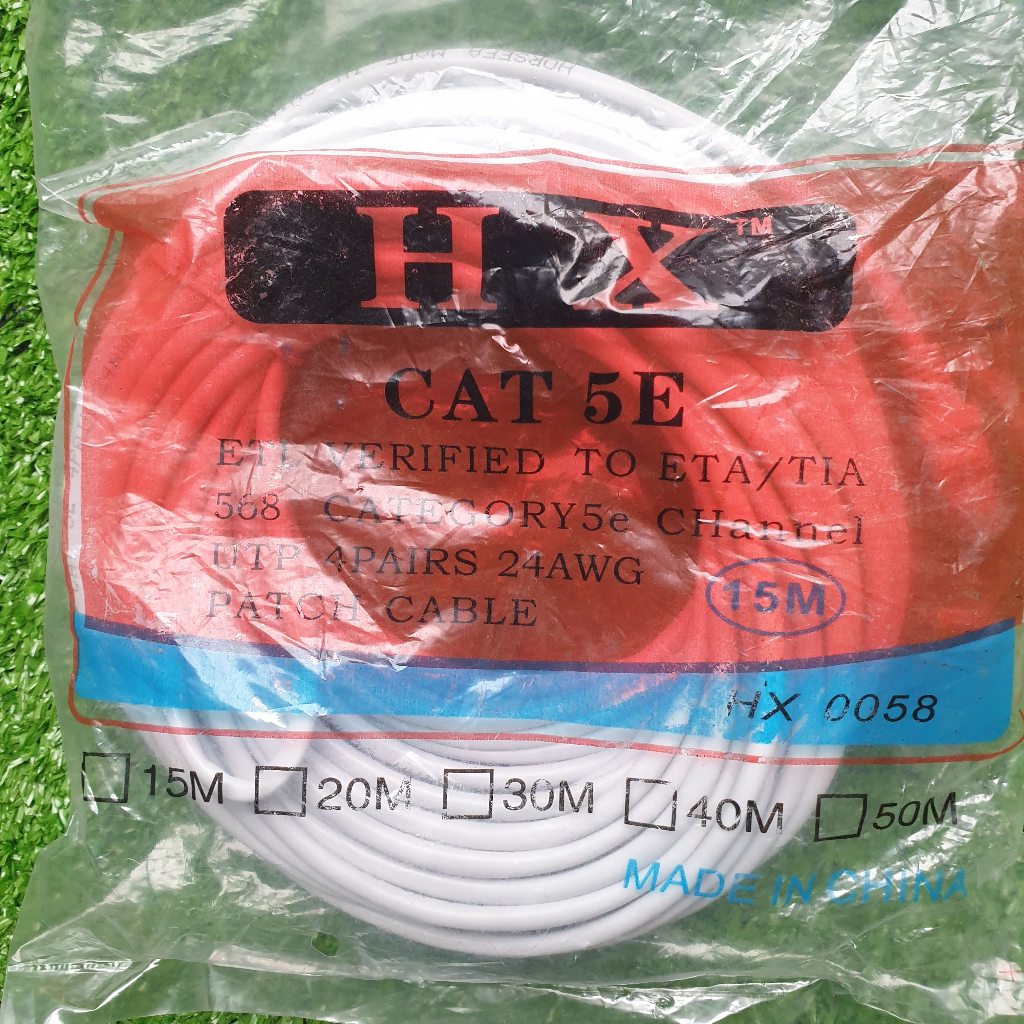 HX™
CAT 5E
ETL VERIFIED TO ETA/TIA
568 CATEGORY5e CHannel
UTP 4PAIRS 24AWG
PATCH CABLE
15M
HX 0058
15M 20M 30M 40M 50M
MADE IN CHINA